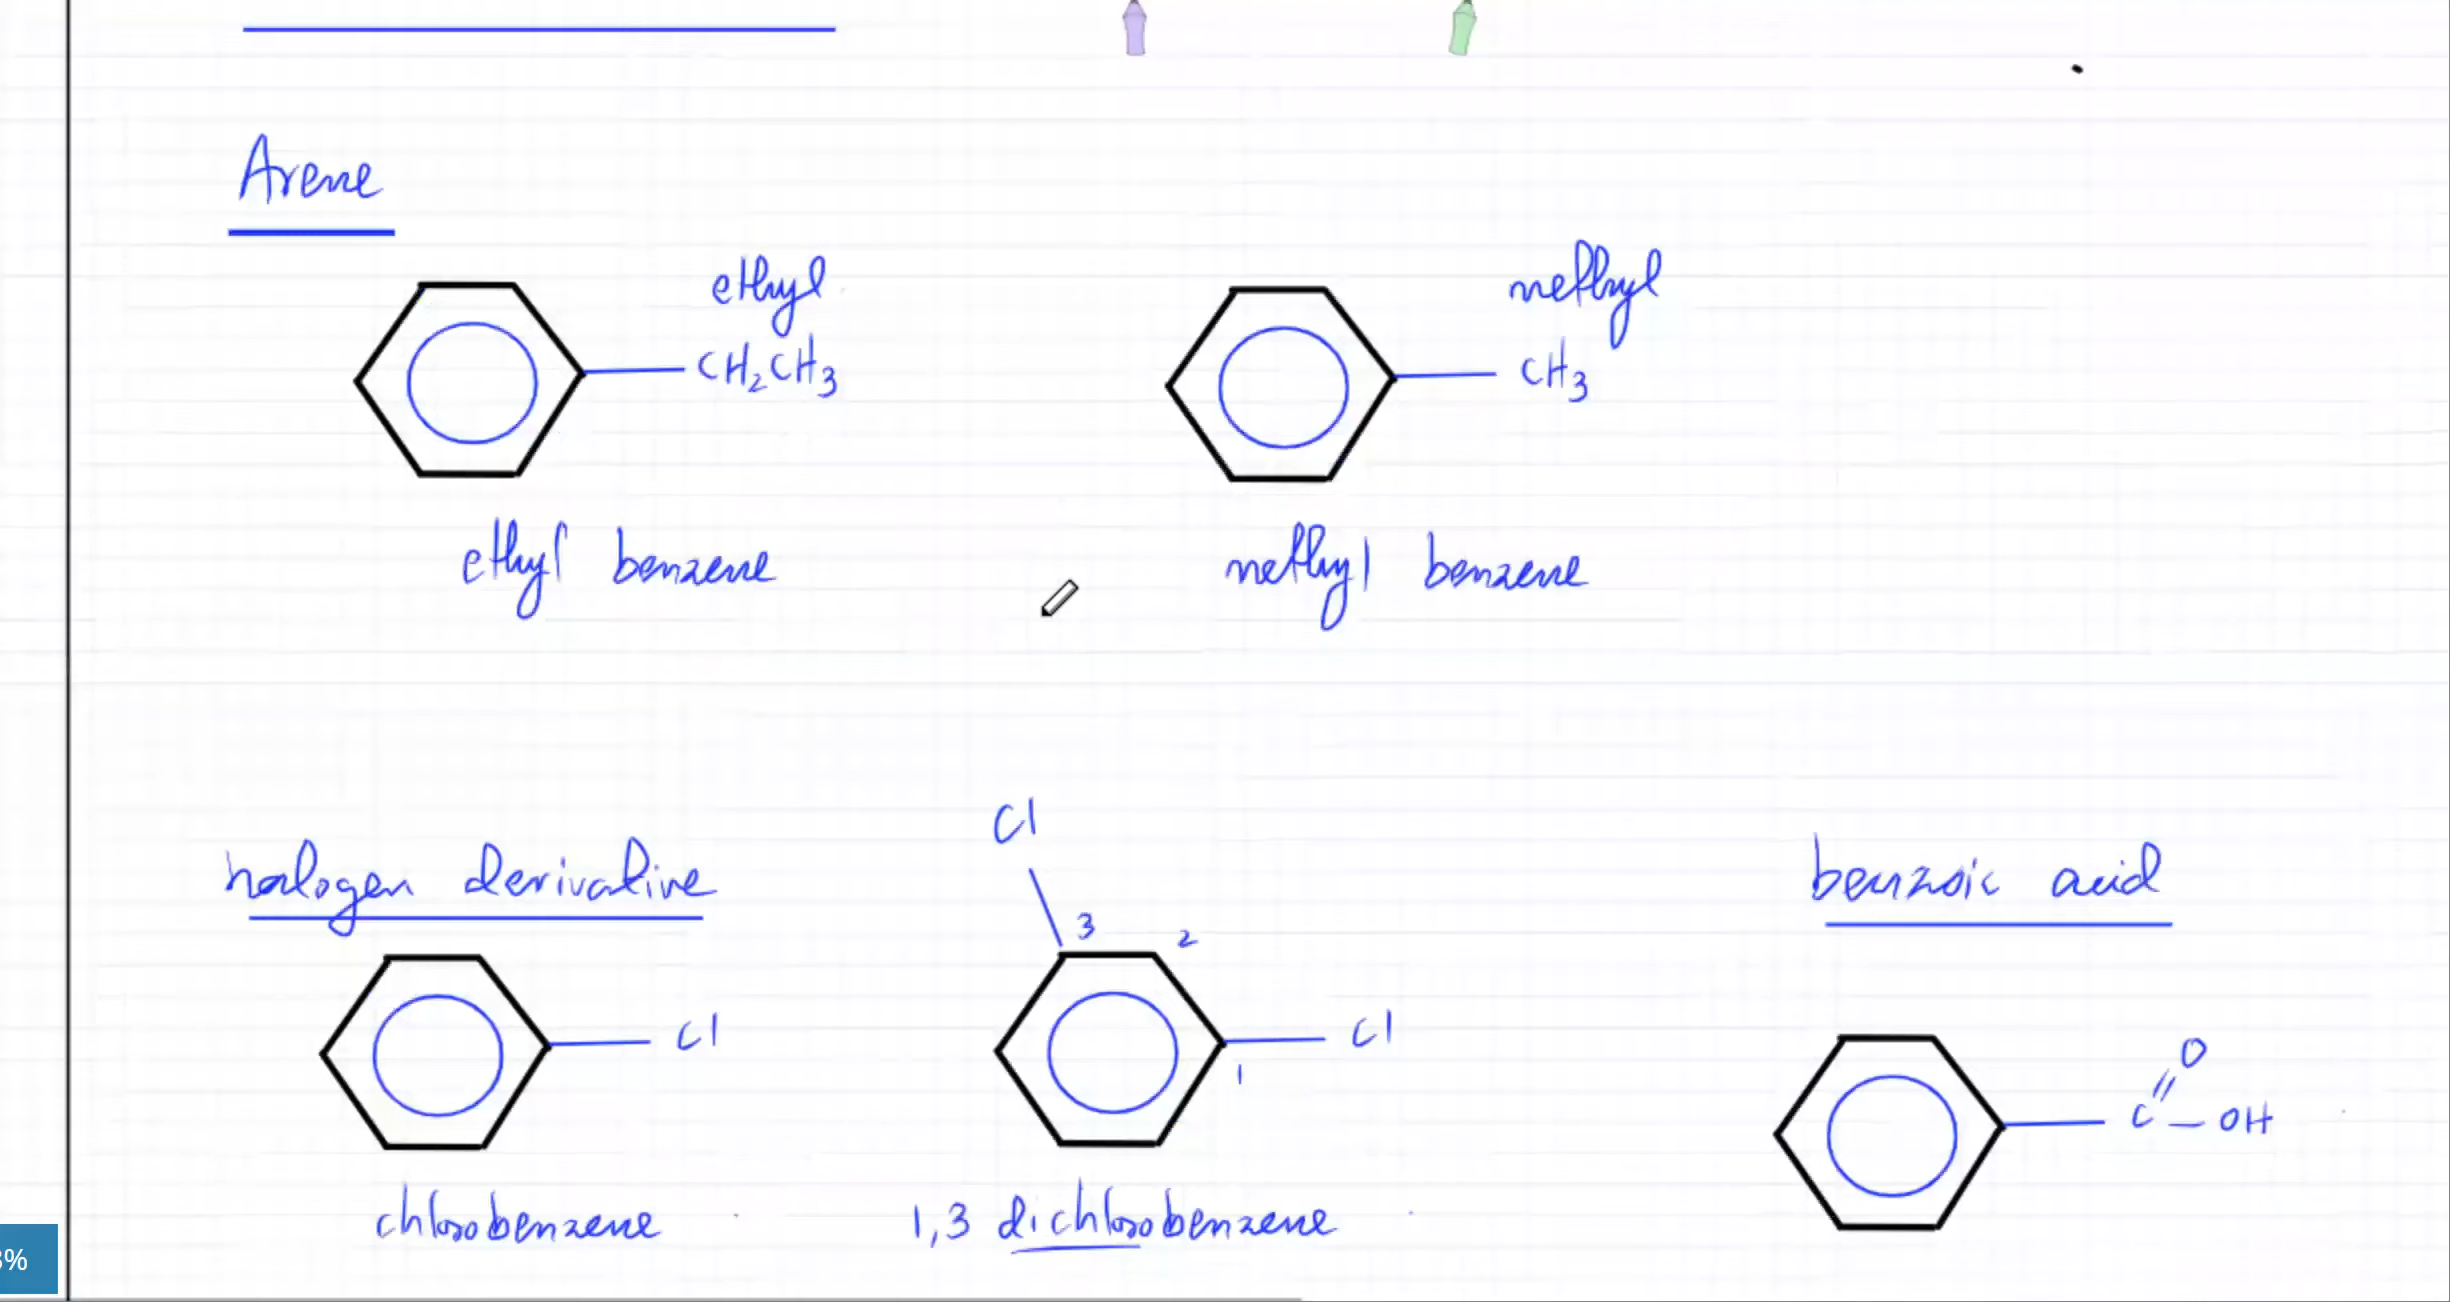 Arene
ethyl
CH₂CH₃
methyl
CH₃
ethyl benzene
methyl benzene
halogen derivative
Cl
chlorobenzene
Cl
3 2
Cl
1
1,3 dichlorobenzene
benzoic acid
O
C - OH
3%